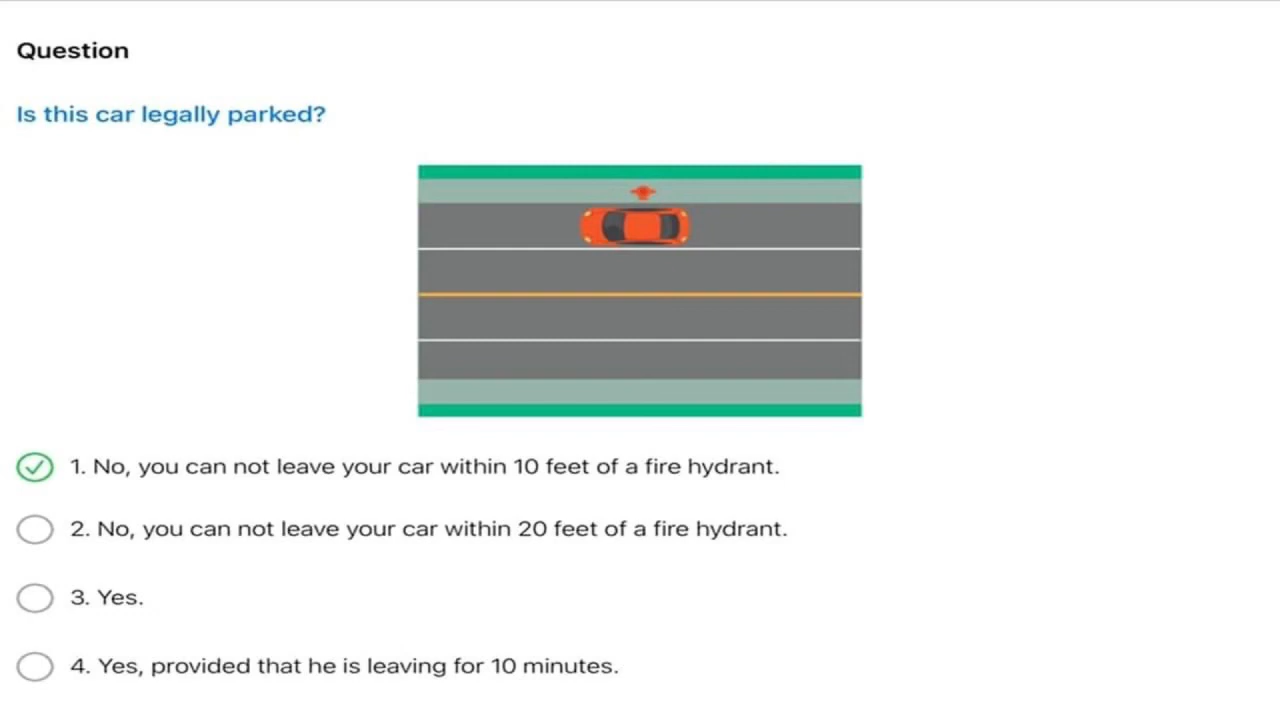 Question
Is this car legally parked?
1. No, you can not leave your car within 10 feet of a fire hydrant.
2. No, you can not leave your car within 20 feet of a fire hydrant.
3. Yes.
4. Yes, provided that he is leaving for 10 minutes.